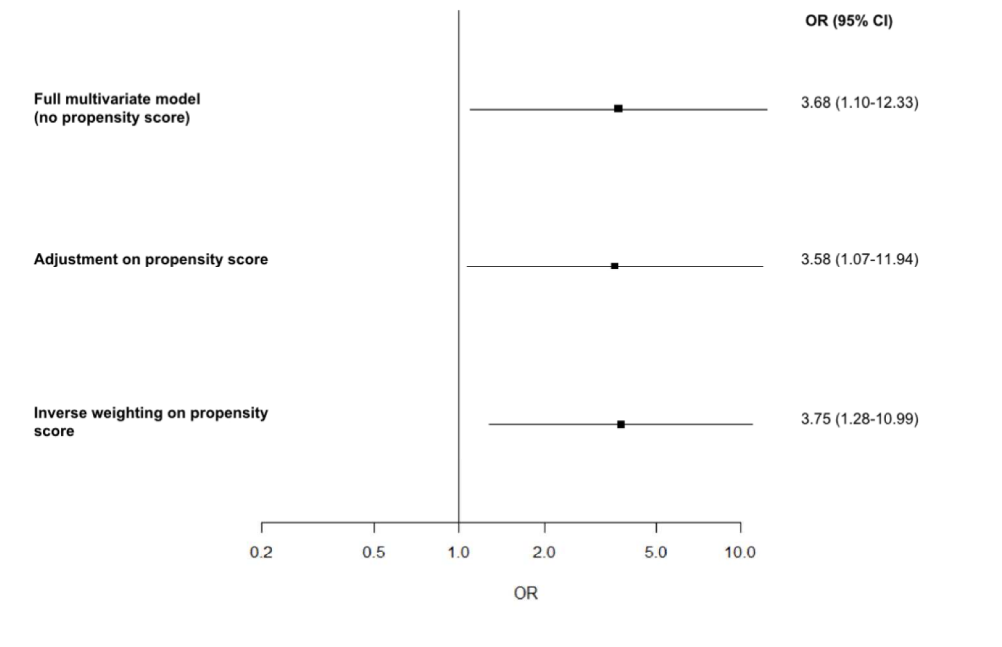 OR (95% CI)
Full multivariate model
(no propensity score)
3.68 (1.10-12.33)
Adjustment on propensity score
3.58 (1.07-11.94)
Inverse weighting on propensity
score
3.75 (1.28-10.99)
0.2 0.5 1.0 2.0 5.0 10.0
OR